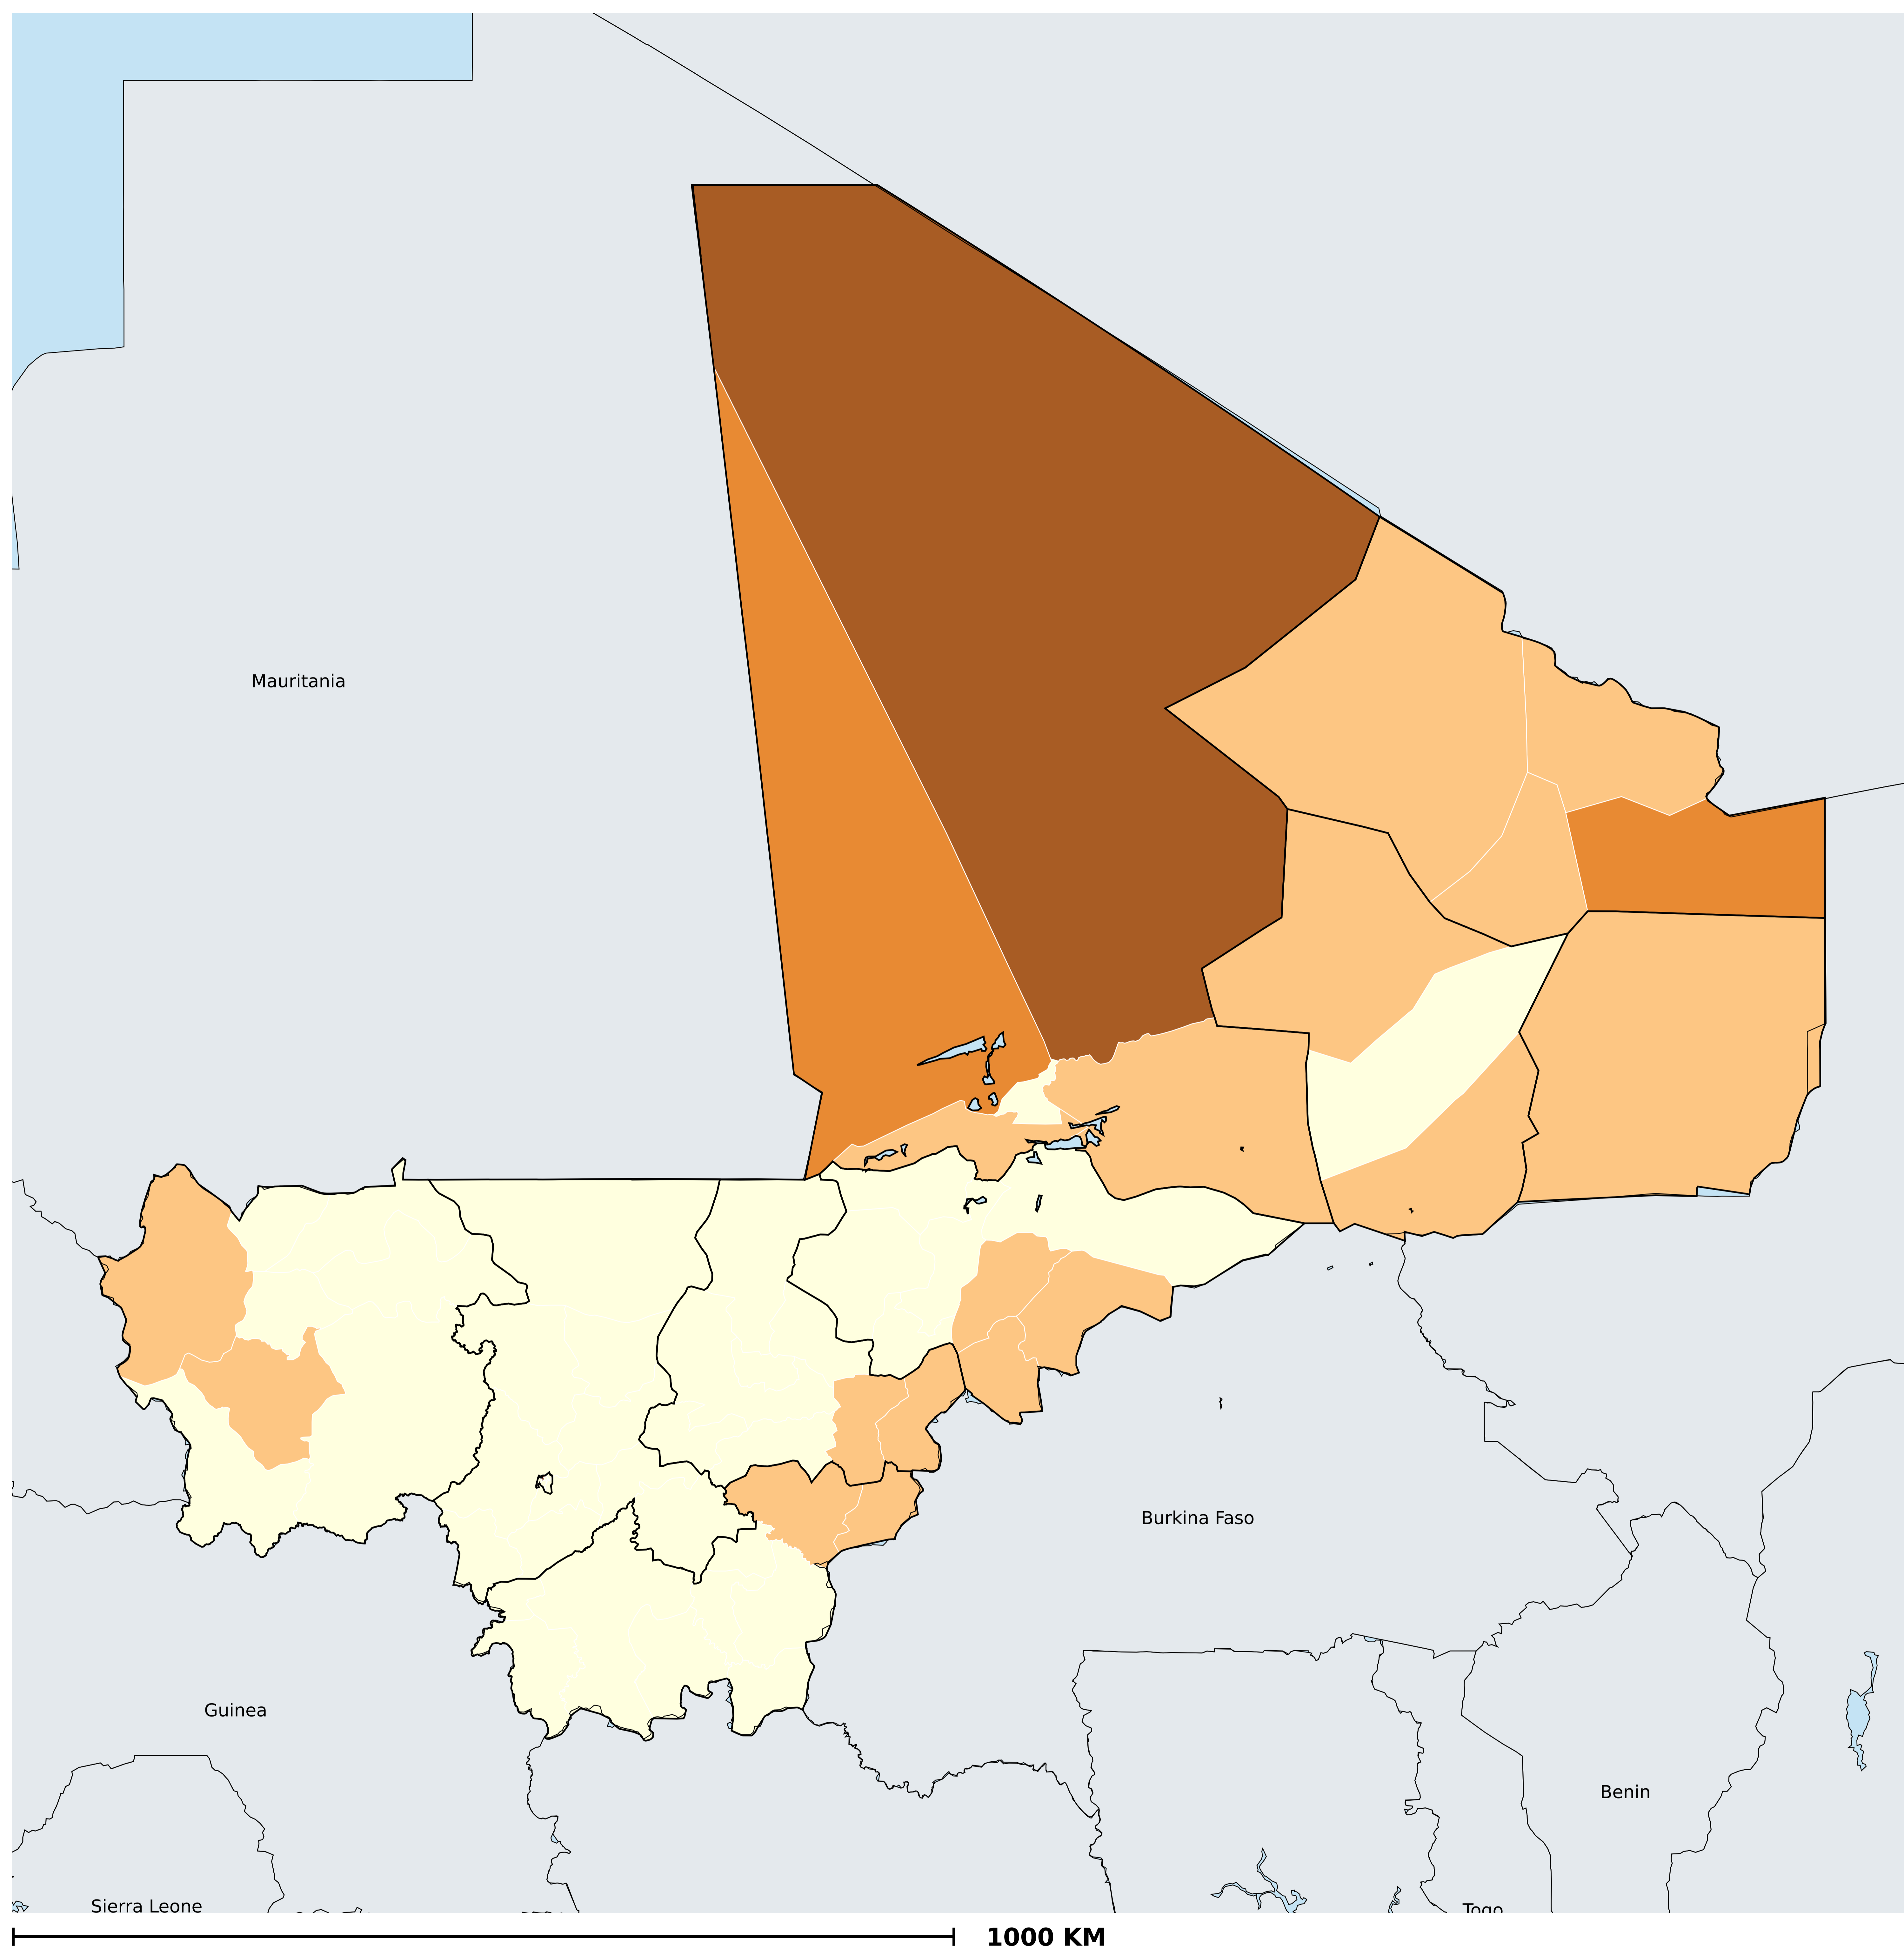 Mauritania
Burkina Faso
Guinea
Benin
Sierra Leone
Togo
1000 KM